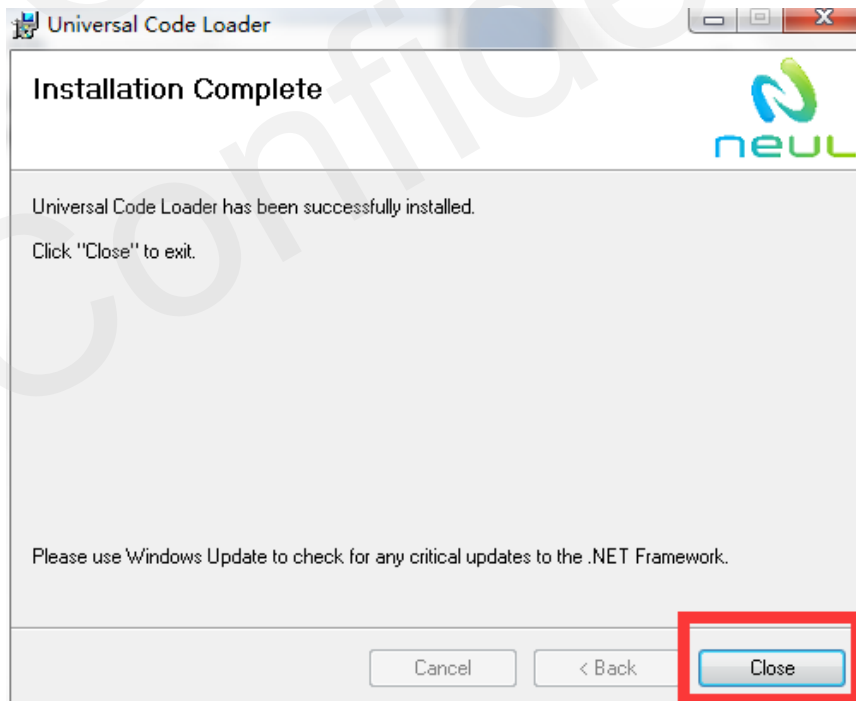 Universal Code Loader
Installation Complete
neul
Universal Code Loader has been successfully installed.
Click "Close" to exit.
Please use Windows Update to check for any critical updates to the .NET Framework.
Cancel
< Back
Close
Confide